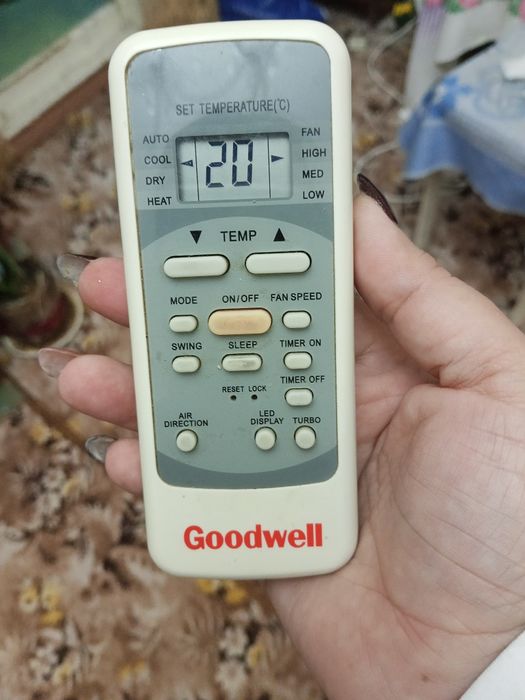 SET TEMPERATURE(°C)
AUTO
COOL
DRY
HEAT
20
FAN
HIGH
MED
LOW
▼ TEMP ▲
MODE ON/OFF FAN SPEED
SWING SLEEP TIMER ON
RESET LOCK TIMER OFF
AIR DIRECTION
LED DISPLAY
TURBO
Goodwell